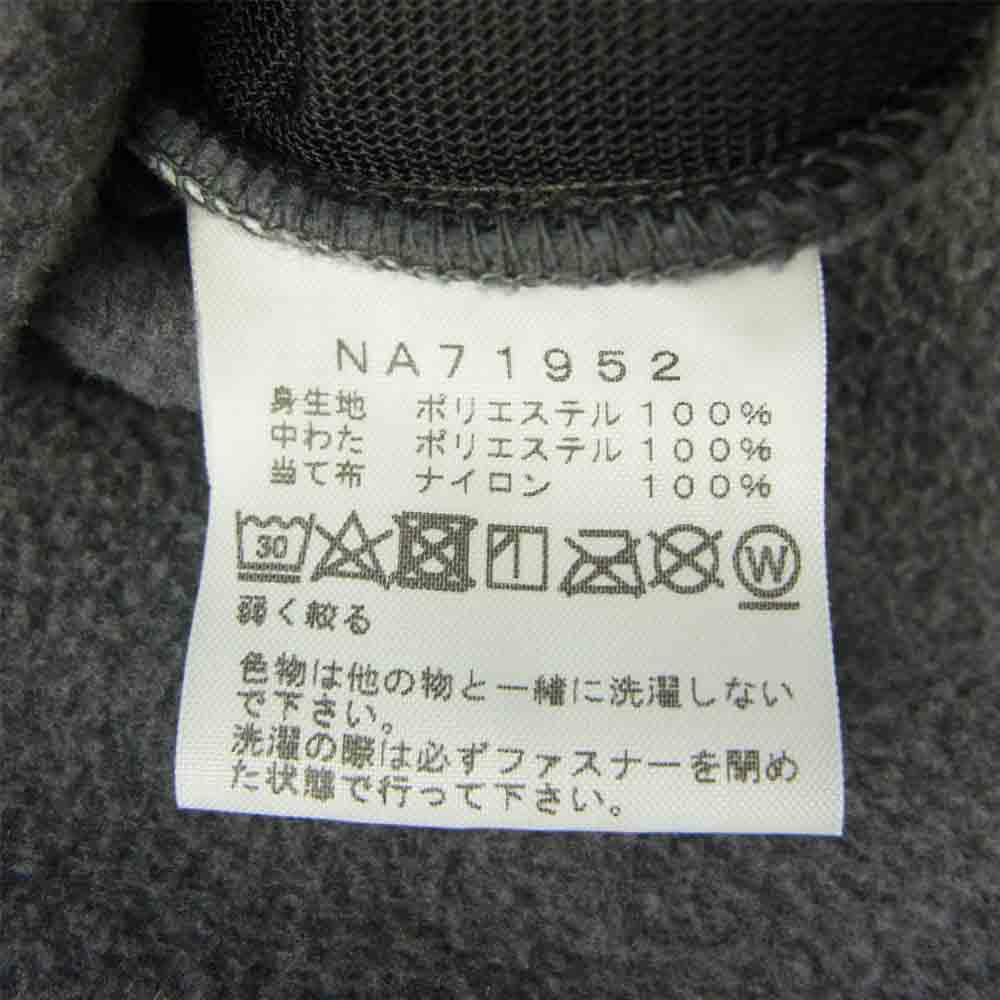 NA71952
身生地 ポリエステル100%
中わた ポリエステル100%
当て布 ナイロン 100%
30 W
弱く絞る
色物は他の物と一緒に洗濯しない
で下さい。
洗濯の際は必ずファスナーを閉め
た状態で行って下さい。